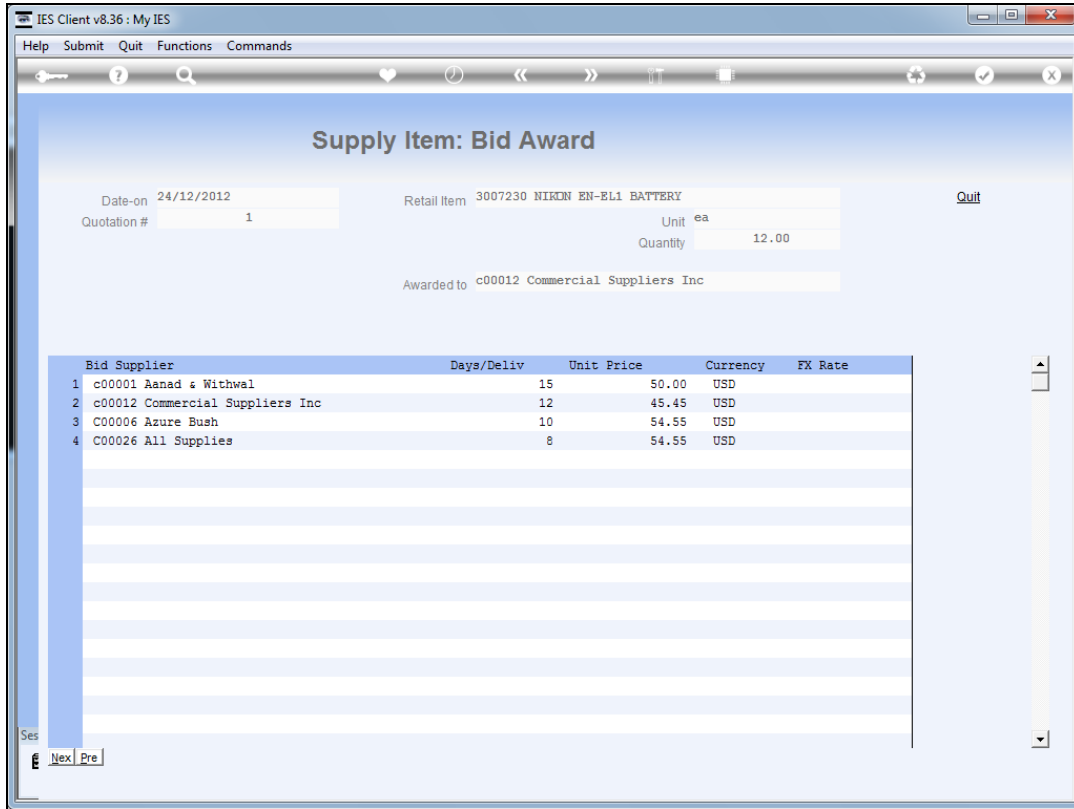 IES Client v8.36 : My IES
Help Submit Quit Functions Commands
Supply Item: Bid Award
Date-on 24/12/2012 Retail Item 3007230 NIKON EN-EL1 BATTERY Quit
Quotation # 1 Unit ea
Quantity 12.00
Awarded to c00012 Commercial Suppliers Inc
Bid Supplier Days/Deliv Unit Price Currency FX Rate
1 c00001 Aanad & Withwal 15 50.00 USD
2 c00012 Commercial Suppliers Inc 12 45.45 USD
3 C00006 Azure Bush 10 54.55 USD
4 C00026 All Supplies 8 54.55 USD
Ses
Nex Pre